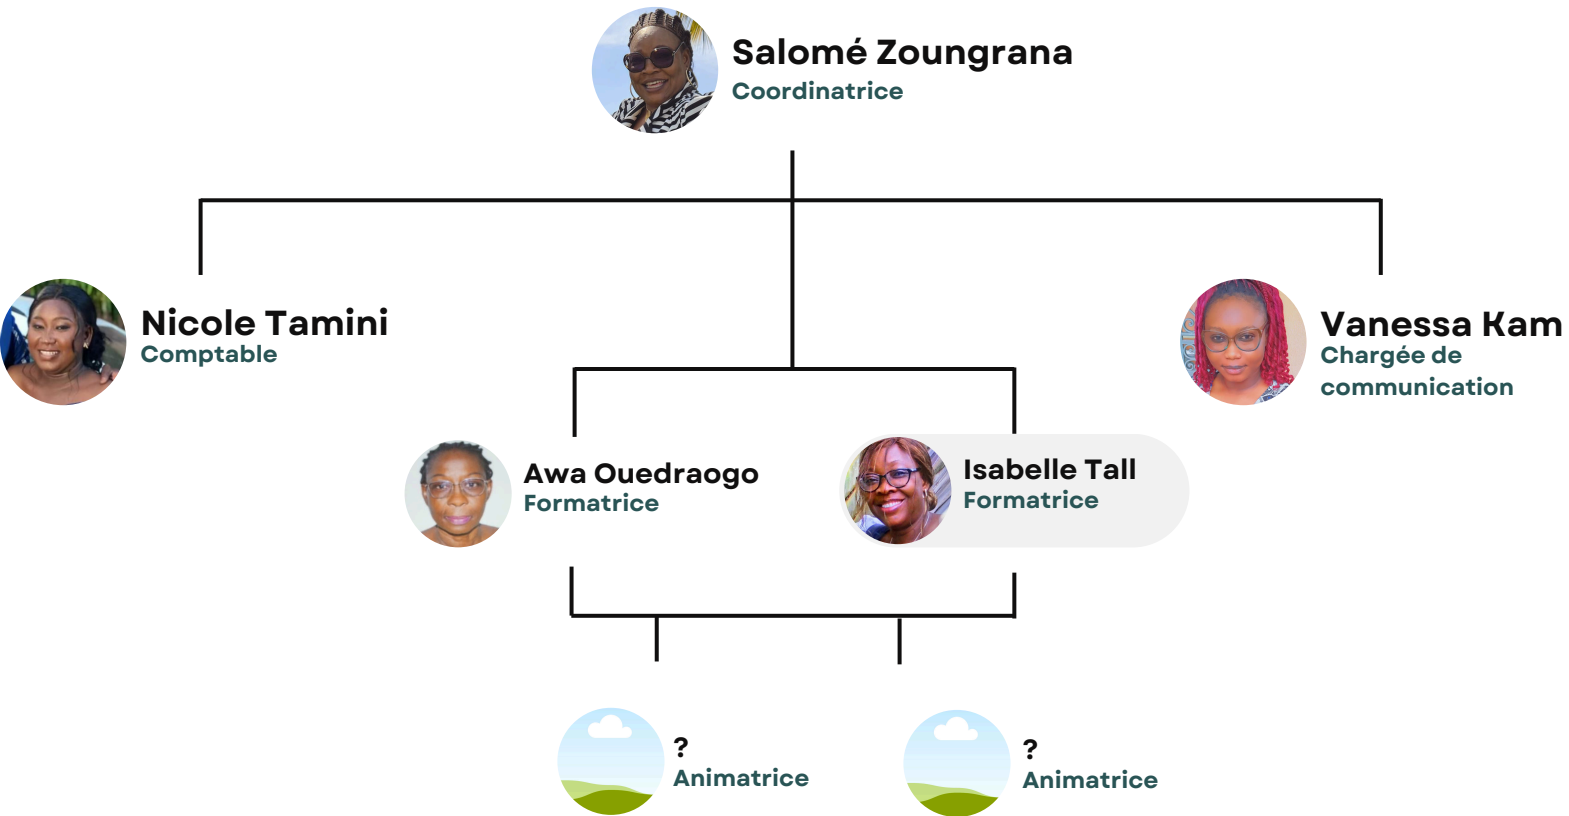 Salomé Zoungrana
Coordinatrice
Nicole Tamini
Comptable
Vanessa Kam
Chargée de
communication
Awa Ouedraogo
Formatrice
Isabelle Tall
Formatrice
?
Animatrice
?
Animatrice